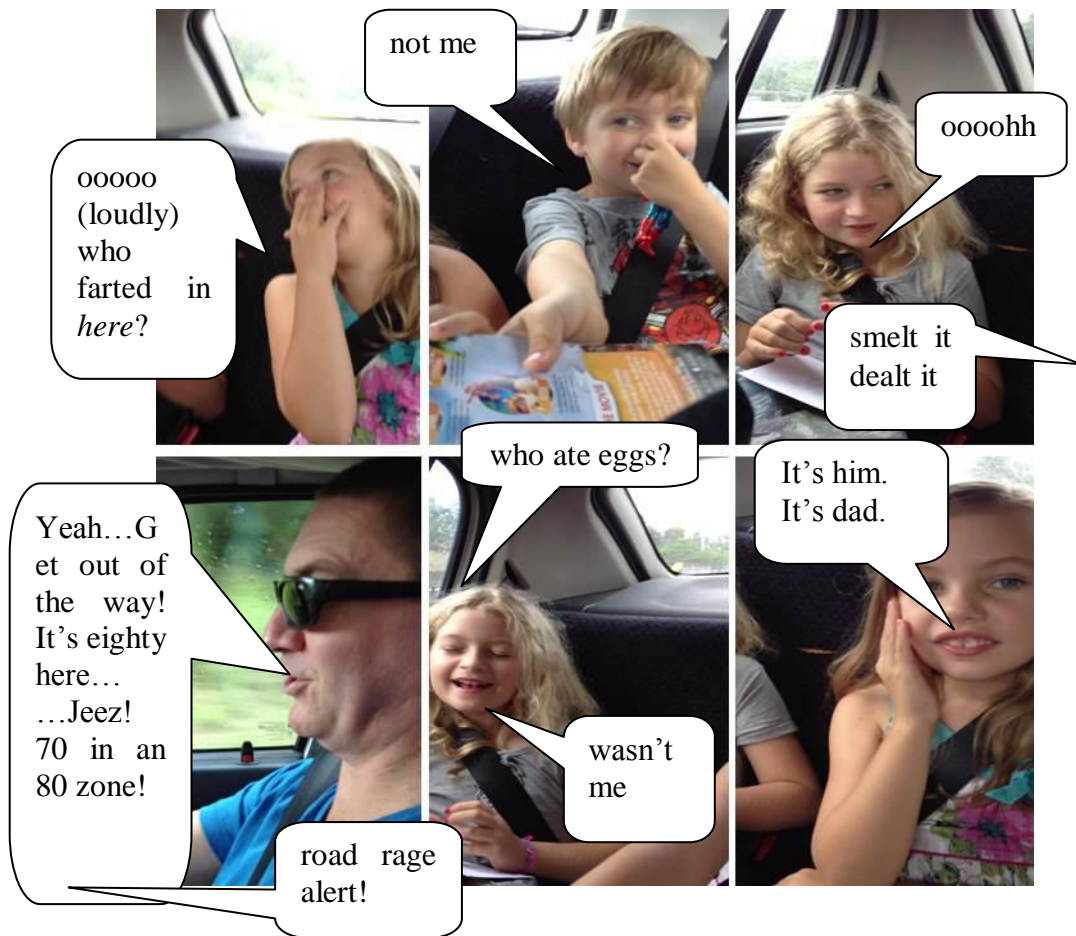 ooooo
(loudly)
who
farted in
here?
not me
oooohh
smelt it
dealt it
Yeah…G
et out of
the way!
It’s eighty
here…
…Jeez!
70 in an
80 zone!
road rage
alert!
who ate eggs?
wasn’t
me
It’s him.
It’s dad.